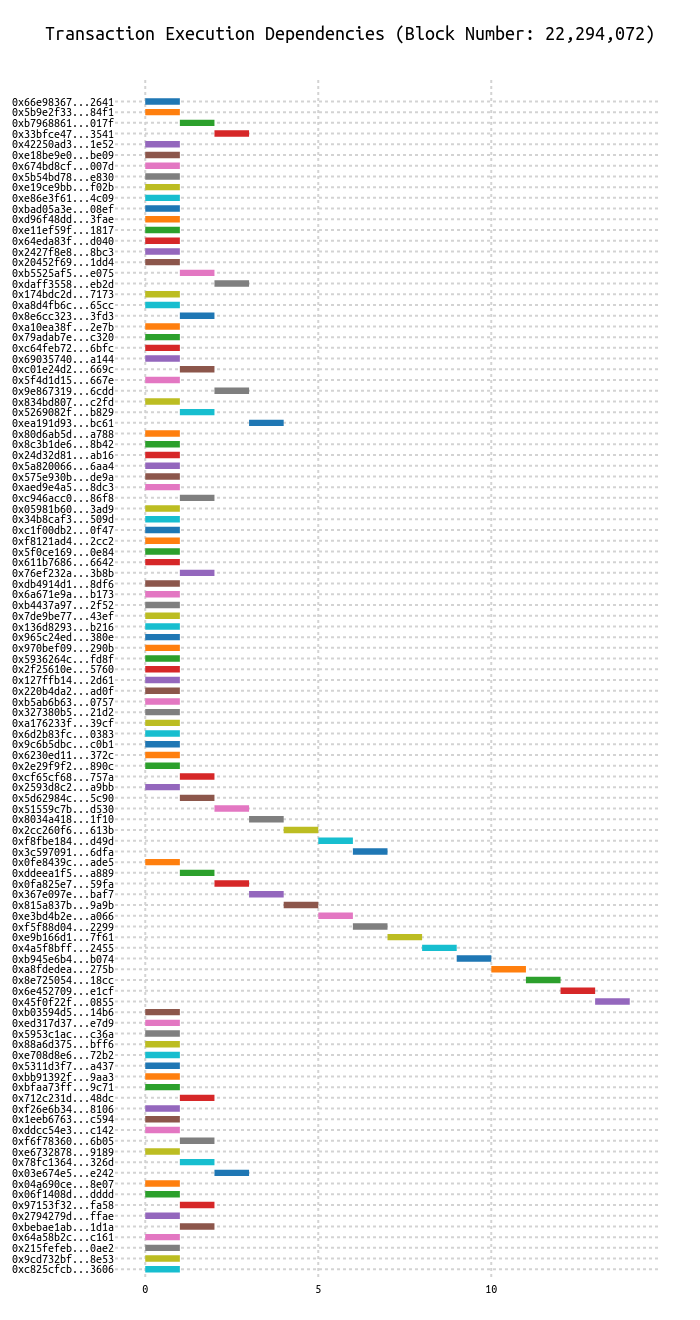 Transaction Execution Dependencies (Block Number: 22,294,072)
0x66e98367...2641
0x5b9e2f33...84f1
0xb7968861...017f
0x33bfce47...3541
0x42250ad3...1e52
0xe18be9e0...be09
0x674bd8cf...007d
0x5b54bd78...e830
0xe19ce9bb...f02b
0xe86e3f61...4c09
0xbad05a3e...08ef
0xd96f48dd...3fae
0xe11ef59f...1817
0x64eda83f...d040
0x2427f8e8...8bc3
0x20452f69...1dd4
0xb5525af5...e075
0xdaff3558...eb2d
0x174bdc2d...7173
0xa8d4fb6c...65cc
0x8e6cc323...3fd3
0xa10ea38f...2e7b
0x79adab7e...c320
0xc64feb72...6bfc
0x69035740...a144
0xc01e24d2...669c
0x5f4d1d15...667e
0x9e867319...6cdd
0x834bd807...c2fd
0x5269082f...b829
0xea191d93...bc61
0x80d6ab5d...a788
0x8c3b1de6...8b42
0x24d32d81...ab16
0x5a820066...6aa4
0x575e930b...de9a
0xaed9e4a5...8dc3
0xc946acc0...86f8
0x05981b60...3ad9
0x34b8caf3...509d
0xc1f00db2...0f47
0xf8121ad4...2cc2
0x5f0ce169...0e84
0x611b7686...6642
0x76ef232a...3b8b
0xdb4914d1...8df6
0x6a671e9a...b173
0xb4437a97...2f52
0x7de9be77...43ef
0x136d8293...b216
0x965c24ed...380e
0x970bef09...290b
0x5936264c...fd8f
0x2f25610e...5760
0x127ffb14...2d61
0x220b4da2...ad0f
0xb5ab6b63...0757
0x327380b5...21d2
0xa176233f...39cf
0x6d2b83fc...0383
0x9c6b5dbc...c0b1
0x6230ed11...372c
0x2e29f9f2...890c
0xcf65cf68...757a
0x2593d8c2...a9bb
0x5d62984c...5c90
0x51559c7b...d530
0x8034a418...1f10
0x2cc260f6...613b
0xf8fbe184...d49d
0x3c597091...6dfa
0x0fe8439c...ade5
0xddeea1f5...a889
0x0fa825e7...59fa
0x367e097e...baf7
0x815a837b...9a9b
0xe3bd4b2e...a066
0xf5f88d04...2299
0xe9b166d1...7f61
0x4a5f8bff...2455
0xb945e6b4...b074
0xa8fdedea...275b
0x8e725054...18cc
0x6e452709...e1cf
0x45f0f22f...0855
0xb03594d5...14b6
0xed317d37...e7d9
0x5953c1ac...c36a
0x88a6d375...bff6
0xe708d8e6...72b2
0x5311d3f7...a437
0xbb91392f...9aa3
0xbfaa73ff...9c71
0x712c231d...48dc
0xf26e6b34...8106
0x1eeb6763...c594
0xddcc54e3...c142
0xf6f78360...6b05
0xe6732878...9189
0x78fc1364...326d
0x03e674e5...e242
0x04a690ce...8e07
0x06f1408d...dddd
0x97153f32...fa58
0x2794279d...ffae
0xbebae1ab...1d1a
0x64a58b2c...c161
0x215fefeb...0ae2
0x9cd732bf...8e53
0xc825cfcb...3606
0 5 10